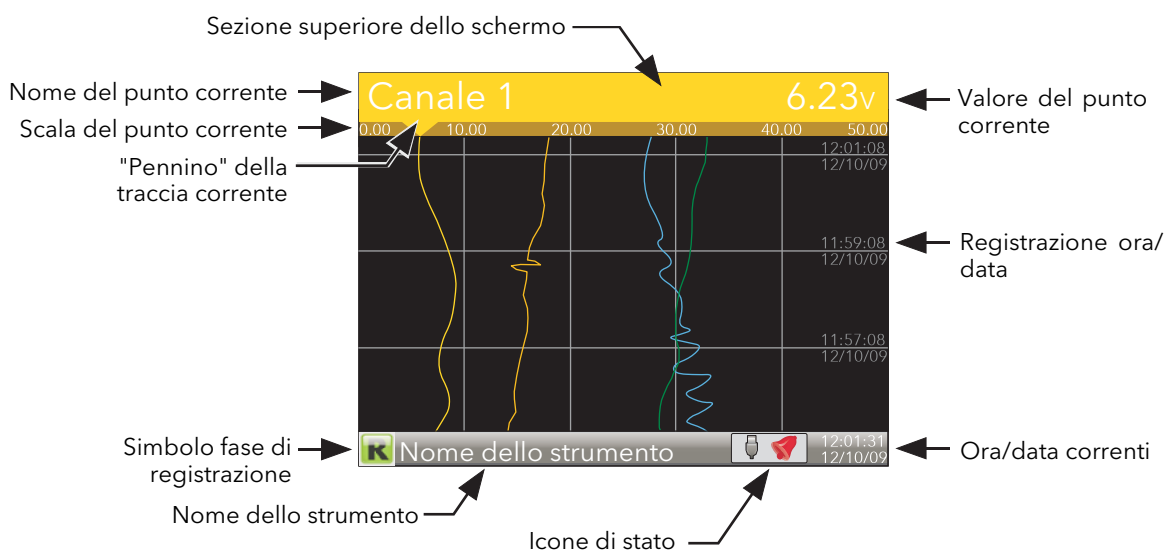 Sezione superiore dello schermo
Nome del punto corrente
Canale 1
6.23V
Valore del punto
corrente
Scala del punto corrente
0.00 10.00 20.00 30.00 40.00 50.00
"Pennino" della
traccia corrente
12:01:08
12/10/09
11:59:08
12/10/09
Registrazione ora/
data
11:57:08
12/10/09
Simbolo fase di
registrazione
K
Nome dello strumento
12:01:31
12/10/09
Ora/data correnti
Nome dello strumento
Icone di stato